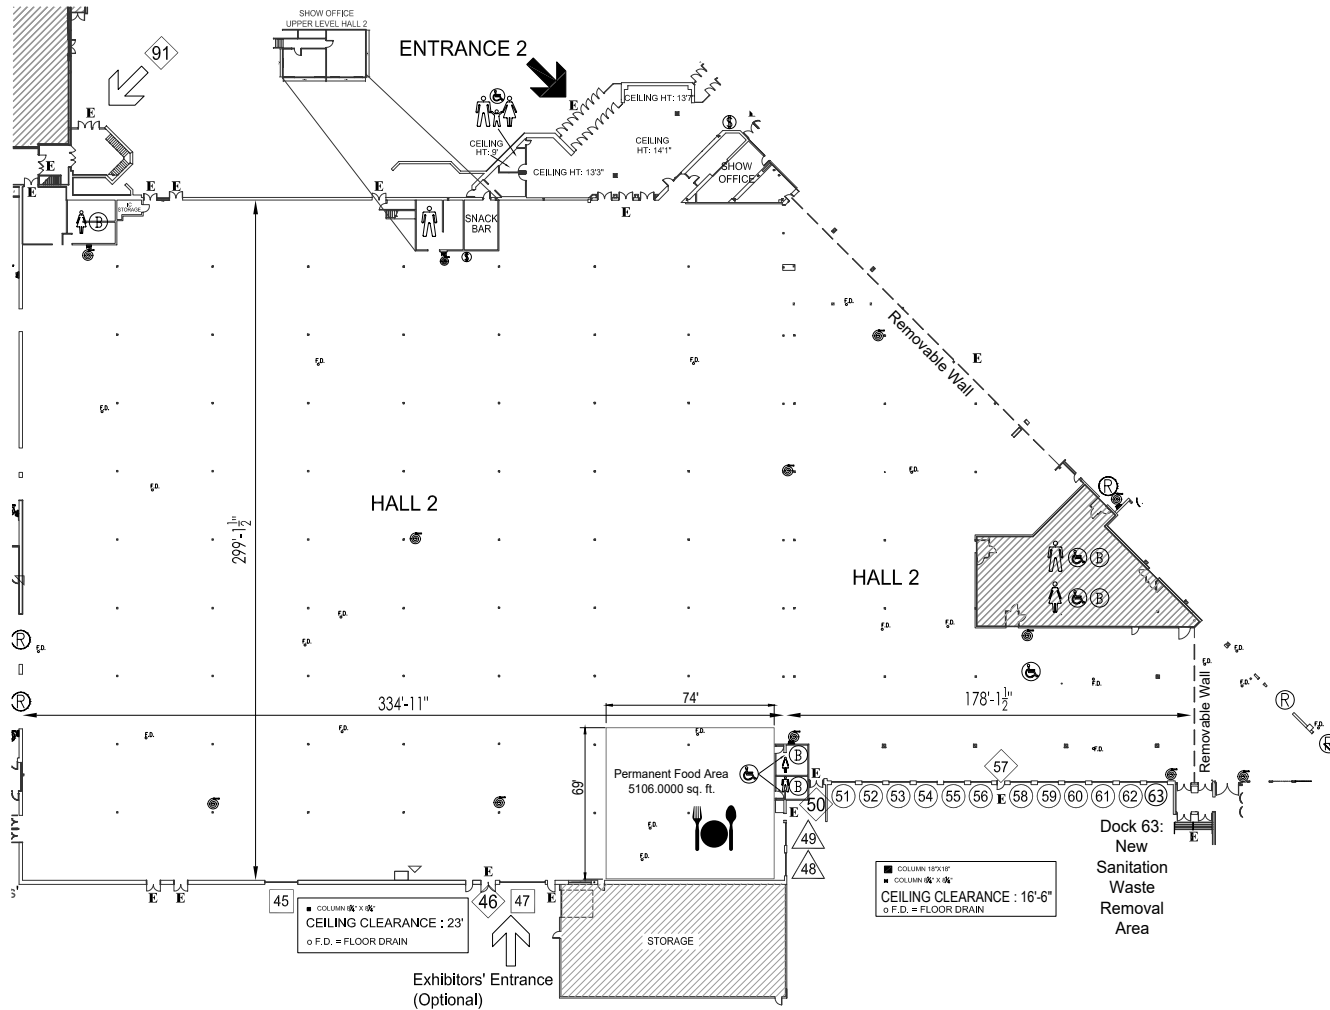 SHOW OFFICE
UPPER LEVEL HALL 2
ENTRANCE 2
91
E
E
CEILING HT: 13'7"
E
$
CEILING
HT: 9'
CEILING
HT: 14'1"
CEILING HT: 13'3"
SHOW
OFFICE
E
E
E
E
E
E
STORAGE
B
SNACK
BAR
$
F.D.
Removable Wall
E
F.D.
F.D.
F.D.
F.D.
F.D.
R
HALL 2
299'-1 1/2"
HALL 2
B
B
F.D.
F.D.
F.D.
F.D.
R
F.D.
F.D.
F.D.
F.D.
F.D.
R
R
334'-11"
74'
178'-1 1/2"
Removable Wall
F.D.
F.D.
F.D.
F.D.
F.D.
R
69'
Permanent Food Area
5106.0000 sq. ft.
B
B
E
57
50
51
52
53
54
55
56
E
58
59
60
61
62
63
E
F.D.
F.D.
49
48
E
Dock 63:
New
Sanitation
Waste
Removal
Area
COLUMN 18"X18"
CEILING CLEARANCE : 16'-6"
o F.D. = FLOOR DRAIN
E
E
E
E
45
46
47
CEILING CLEARANCE : 23'
o F.D. = FLOOR DRAIN
STORAGE
Exhibitors' Entrance
(Optional)